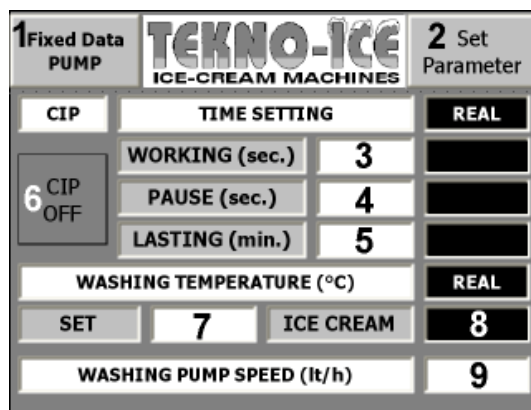 1 Fixed Data
PUMP
TEKNO-ICE
ICE-CREAM MACHINES
2 Set
Parameter
CIP
TIME SETTING
REAL
WORKING (sec.) 3
6 CIP
OFF
PAUSE (sec.) 4
LASTING (min.) 5
WASHING TEMPERATURE (°C)
REAL
SET 7 ICE CREAM 8
WASHING PUMP SPEED (lt/h) 9